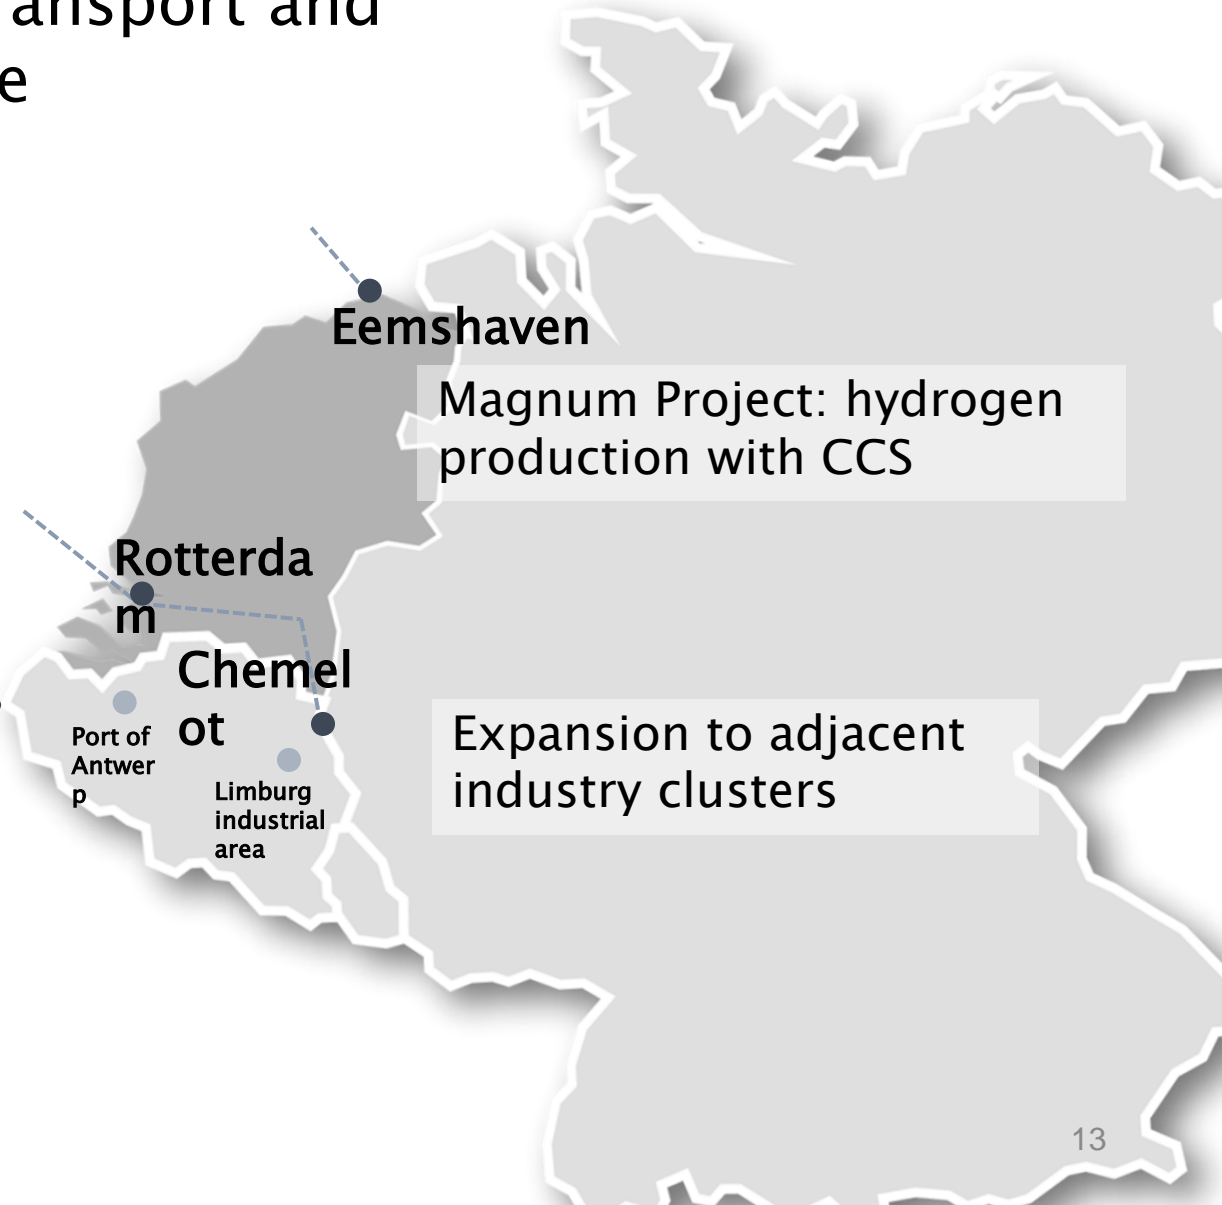 ansport and
e
Eemshaven
Magnum Project: hydrogen
production with CCS
Rotterda
m
Chemel
ot
Port of
Antwer
p
Limburg
industrial
area
Expansion to adjacent
industry clusters
13